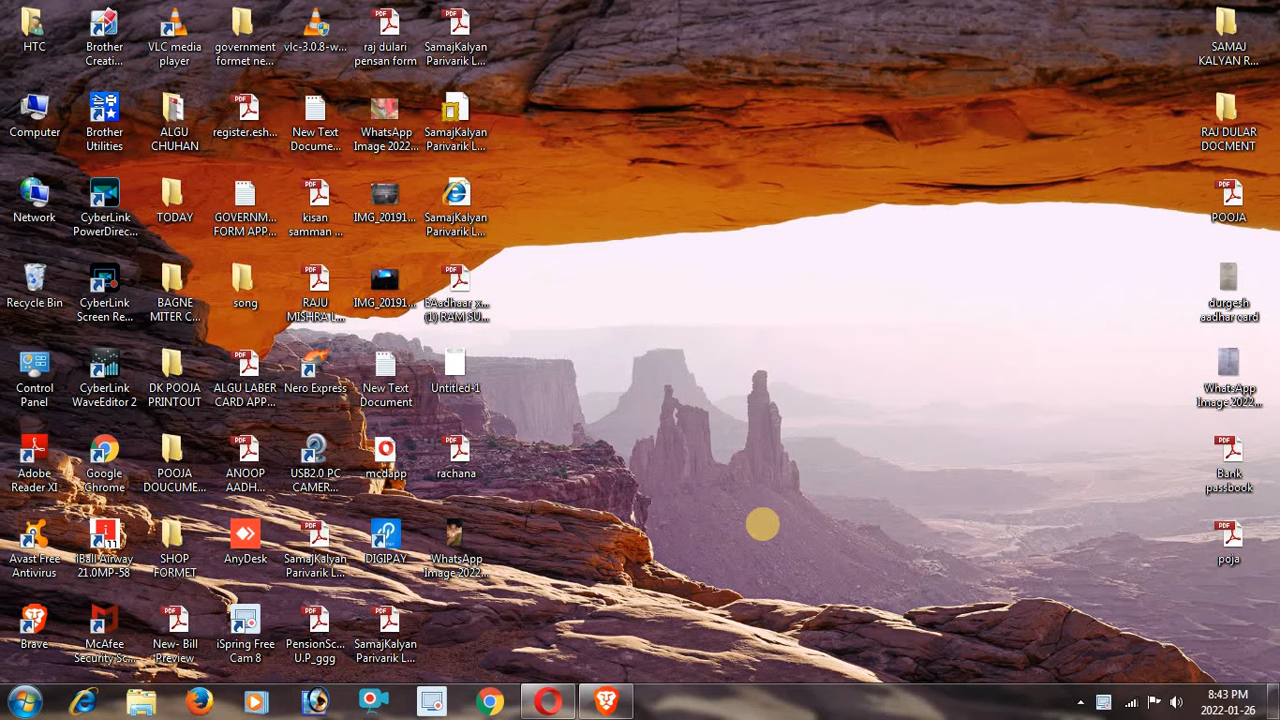 HTC
Brother
Creati...
VLC media
player
government
formet ne...
vlc-3.0.8-w...
raj dulari
pensan form
SamajKalyan
Parivarik L...
SAMAJ
KALYAN R...
Computer
Brother
Utilities
ALGU
CHUHAN
register.esh...
New Text
Docume...
WhatsApp
Image 2022...
SamajKalyan
Parivarik L...
RAJ DULAR
DOCMENT
Network
CyberLink
PowerDirec...
TODAY
GOVERNM...
FORM APP...
kisan
samman ...
IMG_20191...
SamajKalyan
Parivarik L...
POOJA
Recycle Bin
CyberLink
Screen Re...
BAGNE
MITER C...
song
RAJU
MISHRA L...
IMG_20191...
BAadhaar x...
(1) RAM SU...
durgesh
aadhar card
Control
Panel
CyberLink
WaveEditor 2
DK POOJA
PRINTOUT
ALGU LABER
CARD APP...
Nero Express
New Text
Document
Untitled-1
WhatsApp
Image 2022...
Adobe
Reader XI
Google
Chrome
POOJA
DOUCUME...
ANOOP
AADH...
USB2.0 PC
CAMER...
mcdapp
rachana
Bank
passbook
Avast Free
Antivirus
iBall Airway
21.0MP-58
SHOP
FORMET
AnyDesk
SamajKalyan
Parivarik L...
DIGIPAY
WhatsApp
Image 2022...
poja
Brave
McAfee
Security Sc...
New- Bill
Preview
iSpring Free
Cam 8
PensionSc...
U.P_ggg
SamajKalyan
Parivarik L...
8:43 PM
2022-01-26